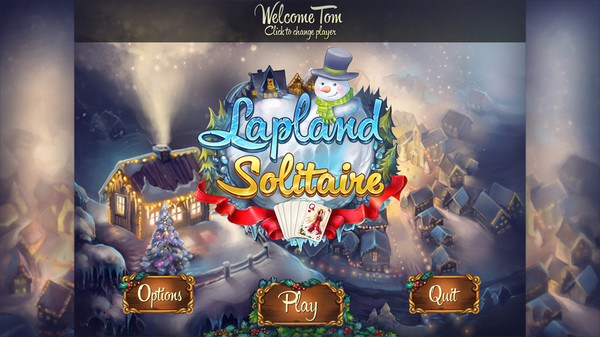 Welcome Tom
Click to change player
Lapland
Solitaire
Q
Options
Play
Quit